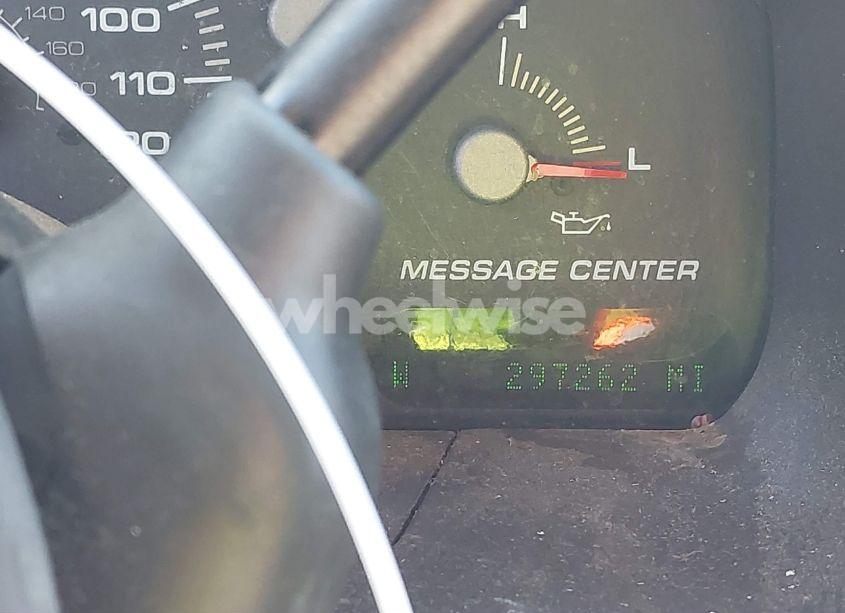 140
100
160
110
H
L
MESSAGE CENTER
wheelwise
W 297262 MI